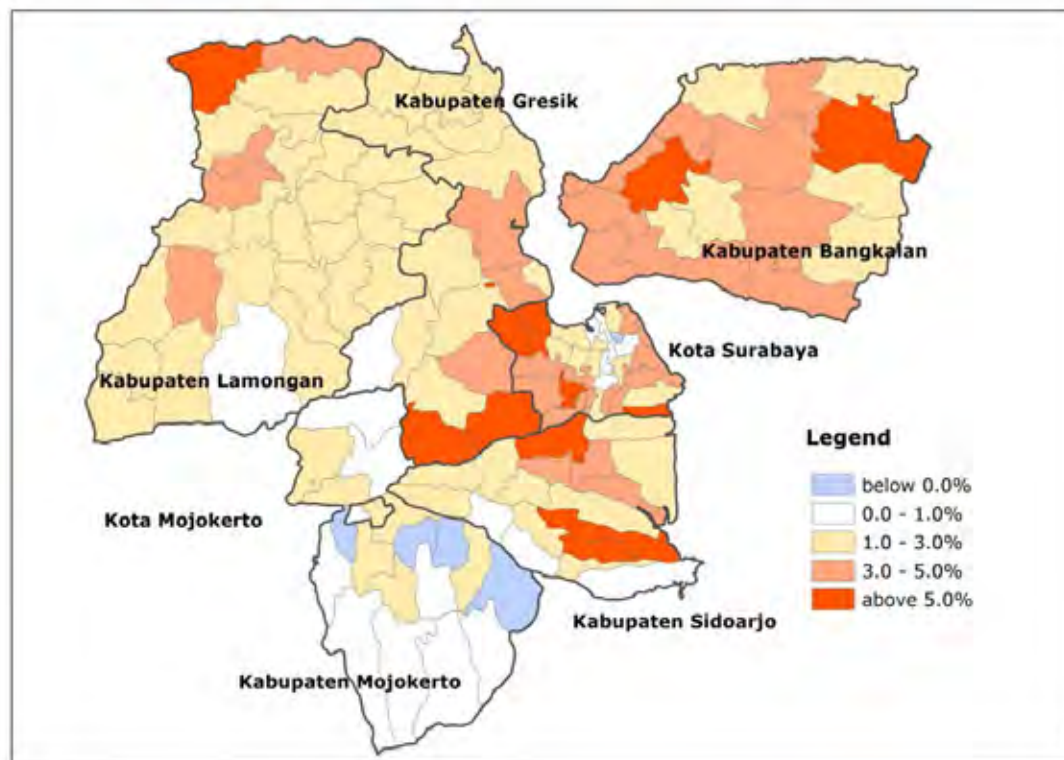 Kabupaten Gresik
Kabupaten Bangkalan
Kota Surabaya
Kabupaten Lamongan
Legend
below 0.0%
0.0 - 1.0%
1.0 - 3.0%
3.0 - 5.0%
above 5.0%
Kota Mojokerto
Kabupaten Sidoarjo
Kabupaten Mojokerto